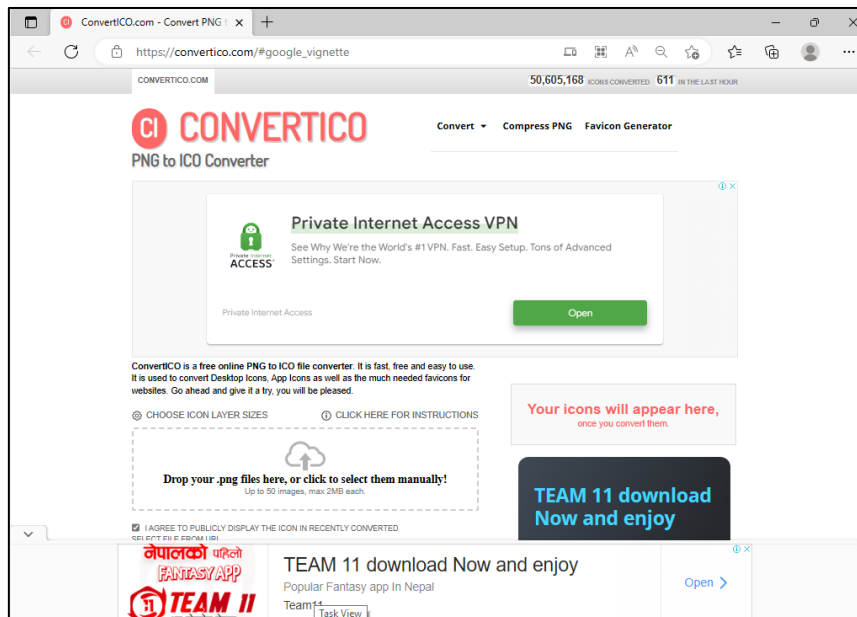 ConvertICO.com - Convert PNG t
https://convertico.com/#google_vignette
CONVERTICO.COM
50,605,168 ICONS CONVERTED 611 IN THE LAST HOUR
CI CONVERTICO
PNG to ICO Converter
Convert Compress PNG Favicon Generator
Private Internet Access VPN
See Why We're the World's #1 VPN. Fast. Easy Setup. Tons of Advanced
Settings. Start Now.
Private Internet
ACCESS
Private Internet Access
Open
ConvertICO is a free online PNG to ICO file converter. It is fast, free and easy to use.
It is used to convert Desktop Icons, App Icons as well as the much needed favicons for
websites. Go ahead and give it a try, you will be pleased.
CHOOSE ICON LAYER SIZES CLICK HERE FOR INSTRUCTIONS
Drop your .png files here, or click to select them manually!
Up to 50 images, max 2MB each.
I AGREE TO PUBLICLY DISPLAY THE ICON IN RECENTLY CONVERTED
SELECT FILE FROM URL
Your icons will appear here,
once you convert them.
TEAM 11 download
Now and enjoy
नेपालको पहिलो
FANTASY APP
11 TEAM 11
TEAM 11 download Now and enjoy
Popular Fantasy app In Nepal
Team11
Task View
Open